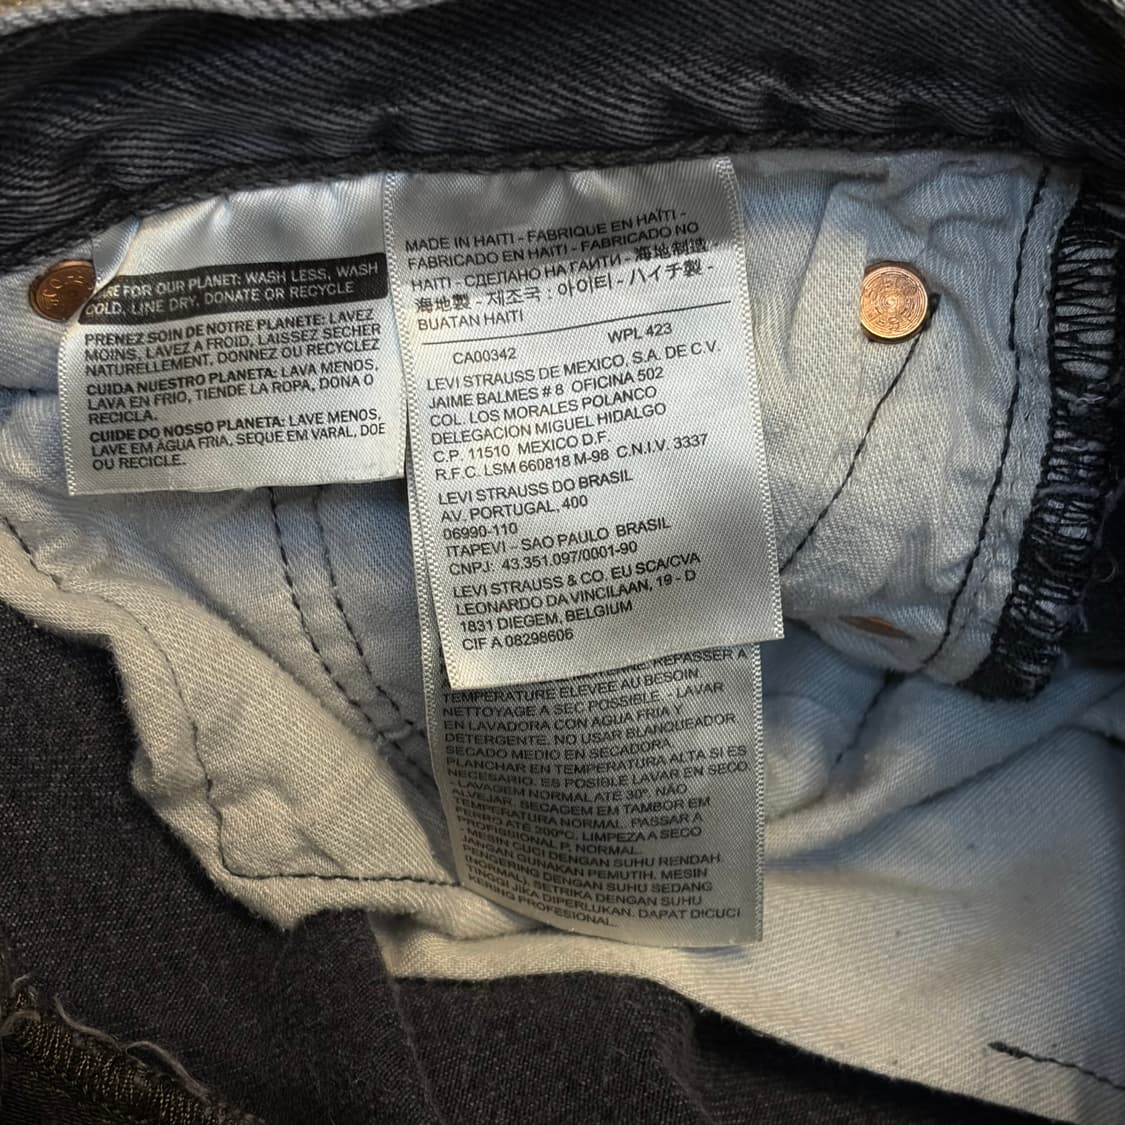 FOR OUR PLANET: WASH LESS, WASH
COLD, LINE DRY, DONATE OR RECYCLE
PRENEZ SOIN DE NOTRE PLANETE: LAVEZ
MOINS, LAVEZ A FROID, LAISSEZ SECHER
NATURELLEMENT, DONNEZ OU RECYCLEZ
CUIDA NUESTRO PLANETA: LAVA MENOS,
LAVA EN FRIO, TIENDE LA ROPA, DONA O
RECICLA.
CUIDE DO NOSSO PLANETA: LAVE MENOS,
LAVE EM ÁGUA FRIA, SEQUE EM VARAL, DOE
OU RECICLE.
MADE IN HAITI - FABRIQUE EN HAÏTI -
FABRICADO EN HAITI - FABRICADO NO
HAITI - СДЕЛАНО НА ГАИТИ - 海地制造
海地製 - 제조국 : 아이티 - ハイチ製 -
BUATAN HAITI
CA00342 WPL 423
LEVI STRAUSS DE MEXICO, S.A. DE C.V.
JAIME BALMES # 8 OFICINA 502
COL. LOS MORALES POLANCO
DELEGACION MIGUEL HIDALGO
C.P. 11510 MEXICO D.F.
R.F.C. LSM 660818 M-98 C.N.I.V. 3337
LEVI STRAUSS DO BRASIL
AV. PORTUGAL, 400
06990-110
ITAPEVI - SAO PAULO BRASIL
CNPJ: 43.351.097/0001-90
LEVI STRAUSS & CO. EU SCA/CVA
LEONARDO DA VINCILAAN, 19 - D
1831 DIEGEM, BELGIUM
CIF A 08298606
REPASSER A
TEMPERATURE ELEVEE AU BESOIN
NETTOYAGE A SEC POSSIBLE. - LAVAR
EN LAVADORA CON AGUA FRIA Y
DETERGENTE. NO USAR BLANQUEADOR.
SECADO MEDIO EN SECADORA.
PLANCHAR EN TEMPERATURA ALTA SI ES
NECESARIO. ES POSIBLE LAVAR EN SECO.
- LAVAGEM NORMAL ATÉ 30º, NÃO
ALVEJAR. SECAGEM EM TAMBOR EM
TEMPERATURA NORMAL. PASSAR A
FERRO ATÉ 200ºC. LIMPEZA A SECO
PROFISSIONAL P, NORMAL.
- MESIN CUCI DENGAN SUHU RENDAH.
JANGAN GUNAKAN PEMUTIH. MESIN
PENGERING DENGAN SUHU SEDANG
(NORMAL). SETRIKA DENGAN SUHU
TINGGI JIKA DIPERLUKAN. DAPAT DICUCI
KERING PROFESIONAL.